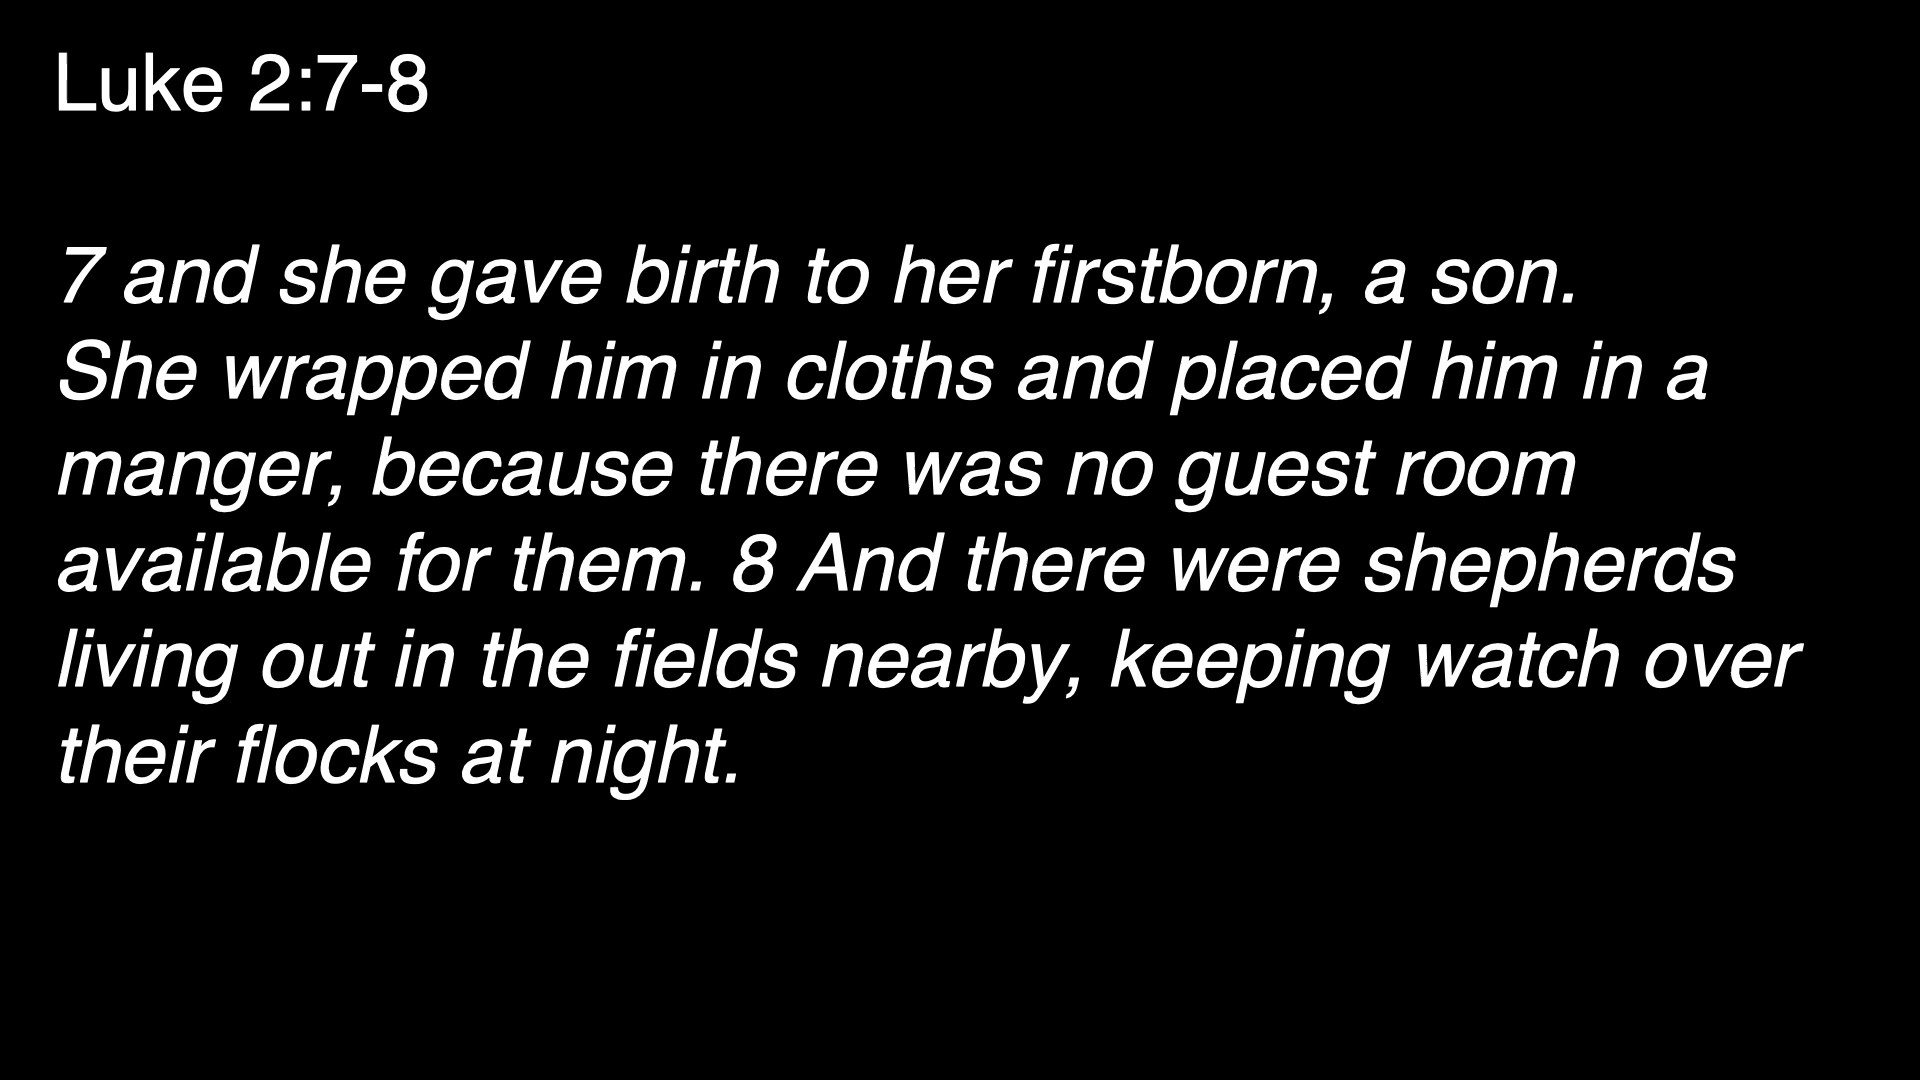 Luke 2:7-8
7 and she gave birth to her firstborn, a son.
She wrapped him in cloths and placed him in a
manger, because there was no guest room
available for them. 8 And there were shepherds
living out in the fields nearby, keeping watch over
their flocks at night.